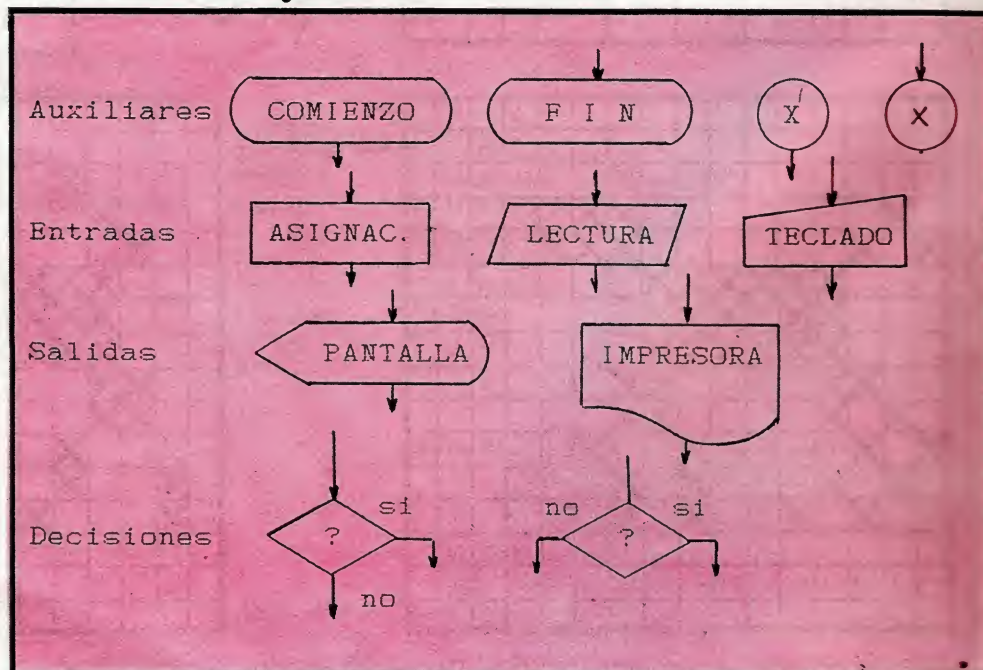 Auxiliares COMIENZO F I N X X
Entradas ASIGNAC. LECTURA TECLADO
Salidas PANTALLA IMPRESORA
si no si
Decisiones ? ?
no